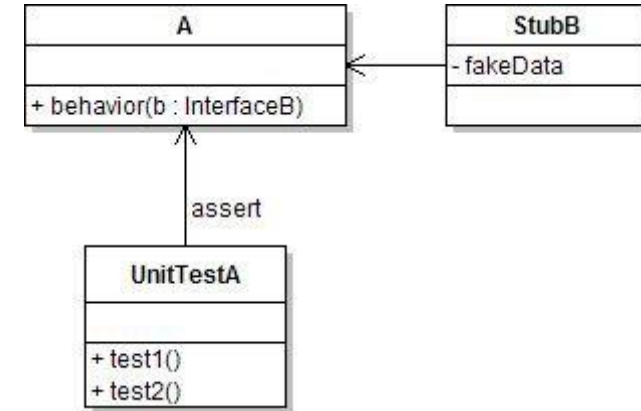 A
+ behavior(b : InterfaceB)
StubB
- fakeData
assert
UnitTestA
+ test1()
+ test2()